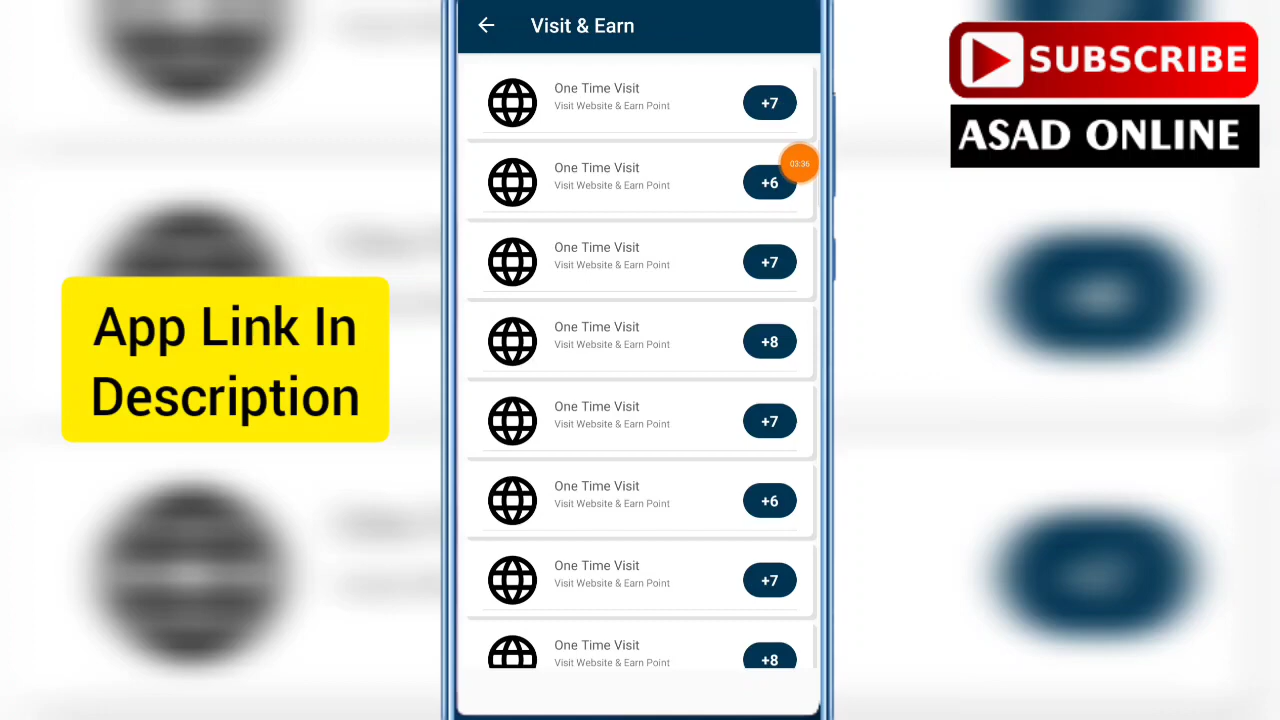 Visit & Earn
One Time Visit
Visit Website & Earn Point
+7
One Time Visit
Visit Website & Earn Point
+6
03:36
One Time Visit
Visit Website & Earn Point
+7
One Time Visit
Visit Website & Earn Point
+8
One Time Visit
Visit Website & Earn Point
+7
One Time Visit
Visit Website & Earn Point
+6
One Time Visit
Visit Website & Earn Point
+7
One Time Visit
Visit Website & Earn Point
+8
App Link In
Description
SUBSCRIBE
ASAD ONLINE